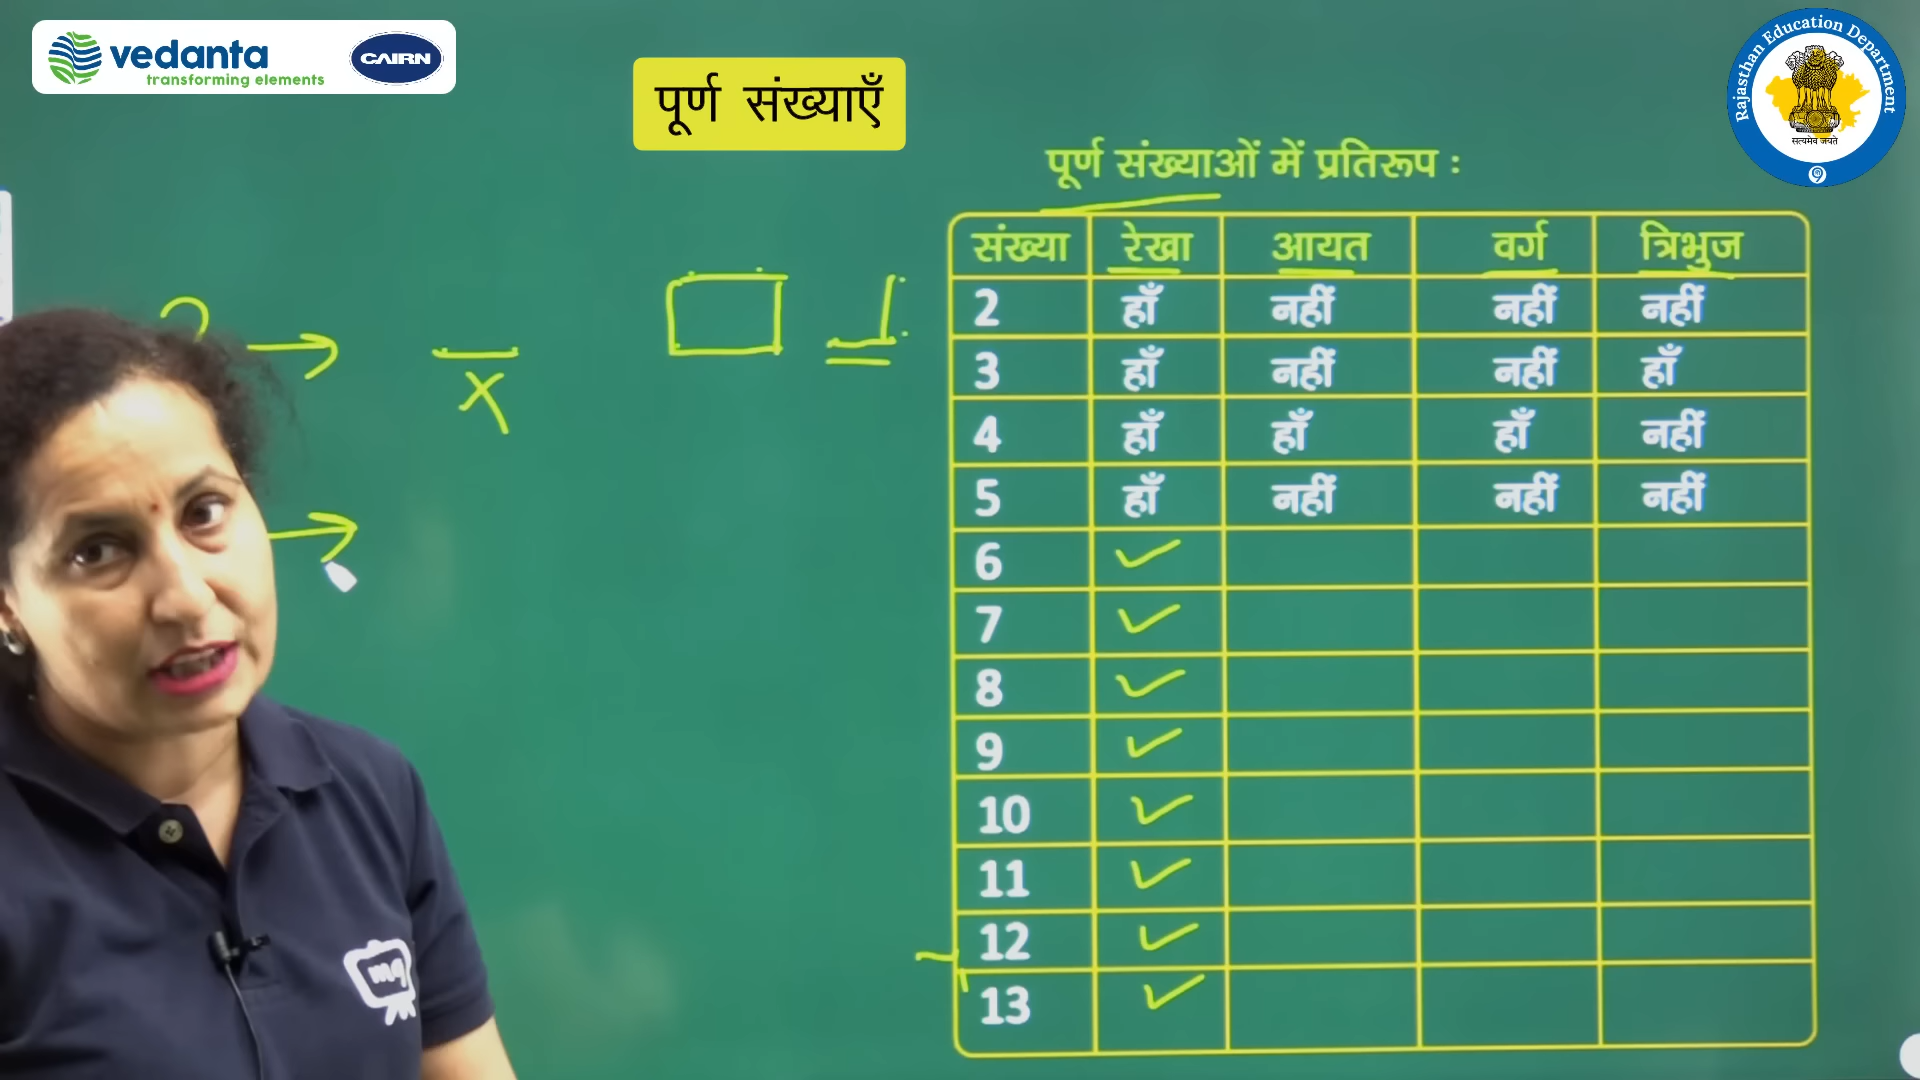 vedanta
transforming elements
CAIRN
पूर्ण संख्याएँ
Rajasthan Education Department
सत्यमेव जयते
पूर्ण संख्याओं में प्रतिरूप :
संख्या रेखा आयत वर्ग त्रिभुज
2 हाँ नहीं नहीं नहीं
3 हाँ नहीं नहीं हाँ
4 हाँ हाँ हाँ नहीं
5 हाँ नहीं नहीं नहीं
6 ✓
7 ✓
8 ✓
9 ✓
10 ✓
11 ✓
12 ✓
13 ✓
x
mq